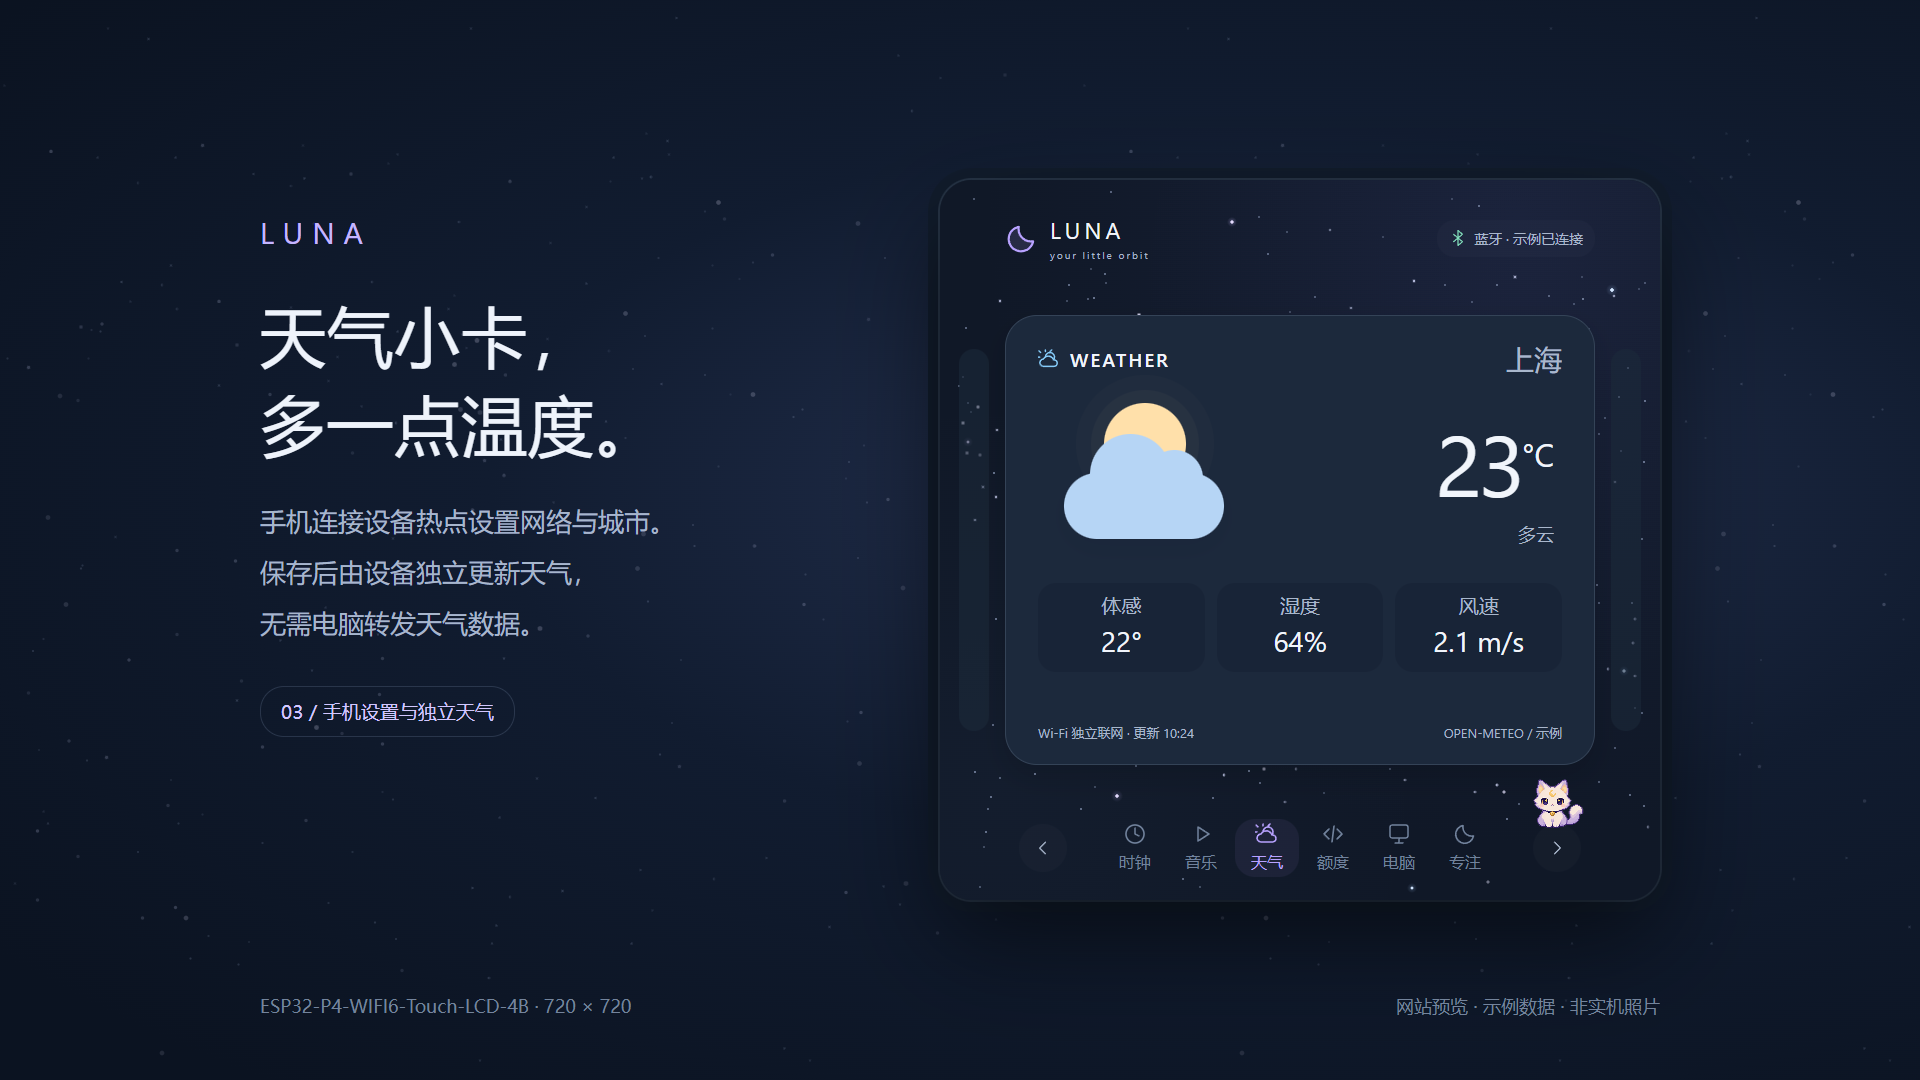 LUNA
天气小卡，
多一点温度。
手机连接设备热点设置网络与城市。
保存后由设备独立更新天气，
无需电脑转发天气数据。
03 / 手机设置与独立天气
ESP32-P4-WIFI6-Touch-LCD-4B · 720 × 720
LUNA
your little orbit
蓝牙 · 示例已连接
WEATHER
上海
23°C
多云
体感
22°
湿度
64%
风速
2.1 m/s
Wi-Fi 独立联网 · 更新 10:24
OPEN-METEO / 示例
时钟
音乐
天气
额度
电脑
专注
网站预览 · 示例数据 · 非实机照片